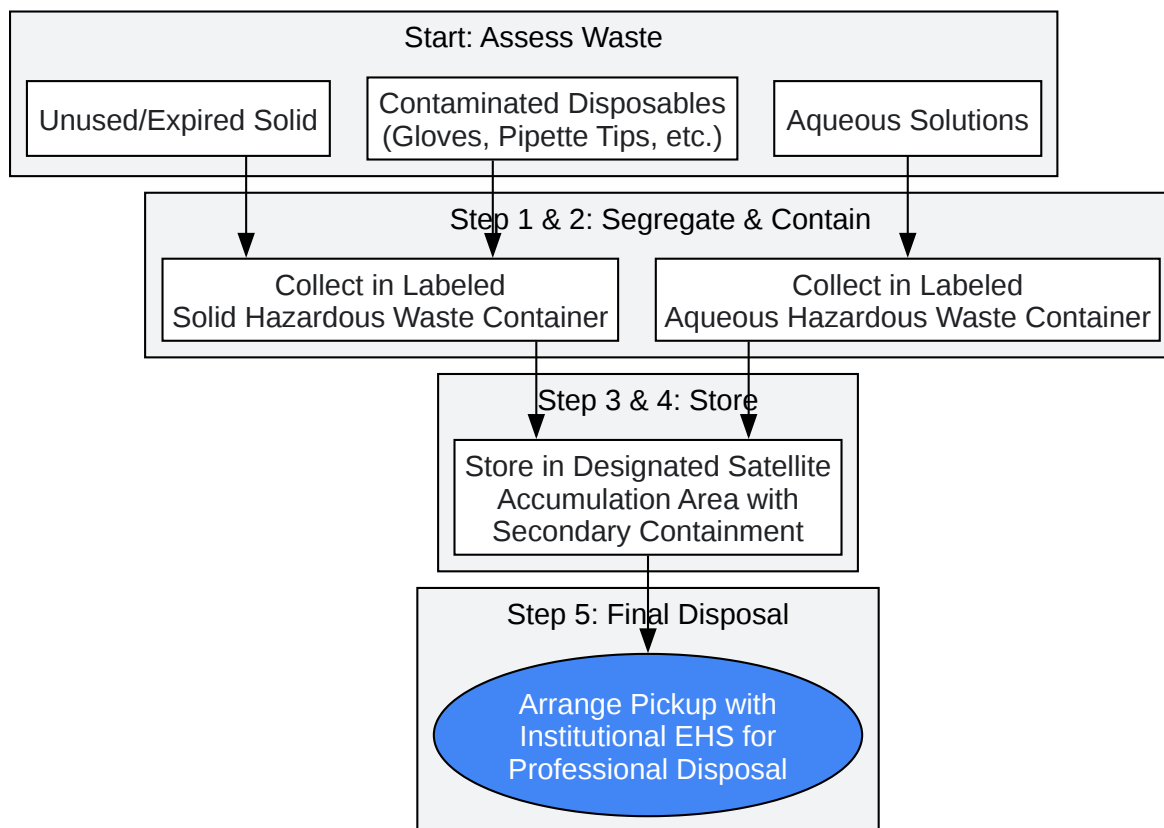 Start: Assess Waste
Unused/Expired Solid
Contaminated Disposables
(Gloves, Pipette Tips, etc.)
Aqueous Solutions
Step 1 & 2: Segregate & Contain
Collect in Labeled
Solid Hazardous Waste Container
Collect in Labeled
Aqueous Hazardous Waste Container
Step 3 & 4: Store
Store in Designated Satellite
Accumulation Area with
Secondary Containment
Step 5: Final Disposal
Arrange Pickup with
Institutional EHS for
Professional Disposal